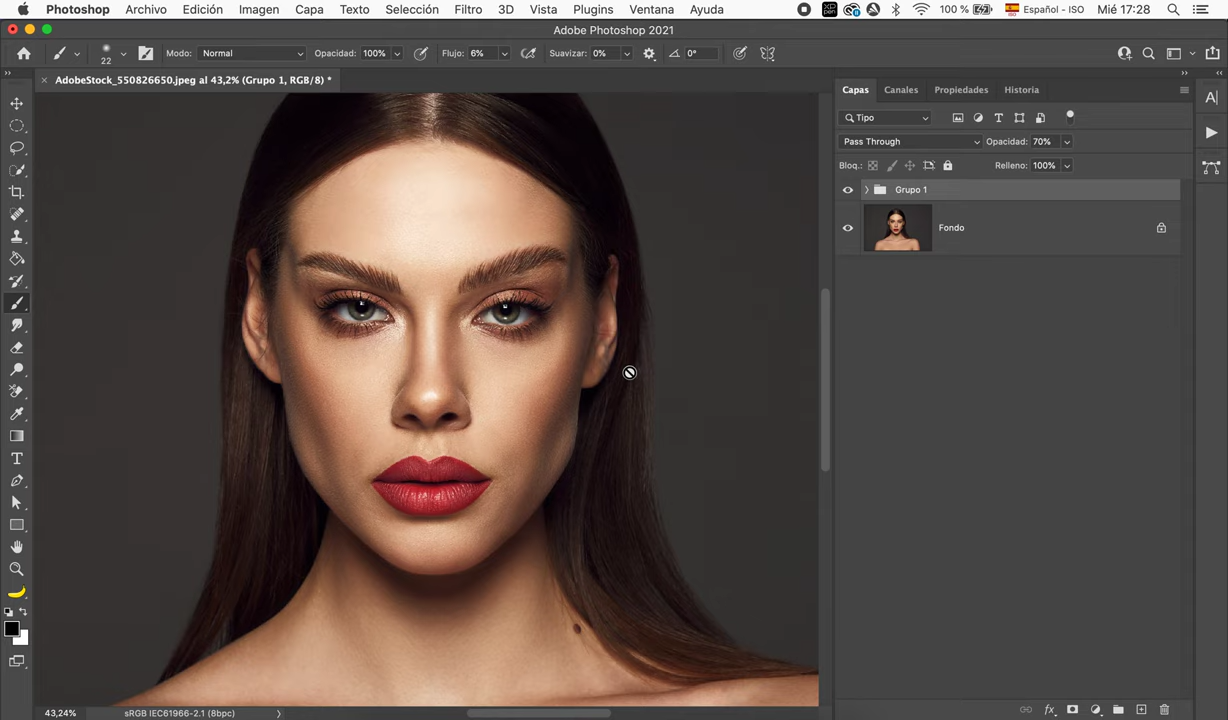 Photoshop Archivo Edición Imagen Capa Texto Selección Filtro 3D Vista Plugins Ventana Ayuda 100 % Español - ISO Mié 17:28
Adobe Photoshop 2021
22 Modo: Normal Opacidad: 100% Flujo: 6% Suavizar: 0% 0°
AdobeStock_550826650.jpeg al 43,2% (Grupo 1, RGB/8) *
Capas Canales Propiedades Historia
Tipo
Pass Through Opacidad: 70%
Bloq.: Relleno: 100%
Grupo 1
Fondo
43,24% sRGB IEC61966-2.1 (8bpc)